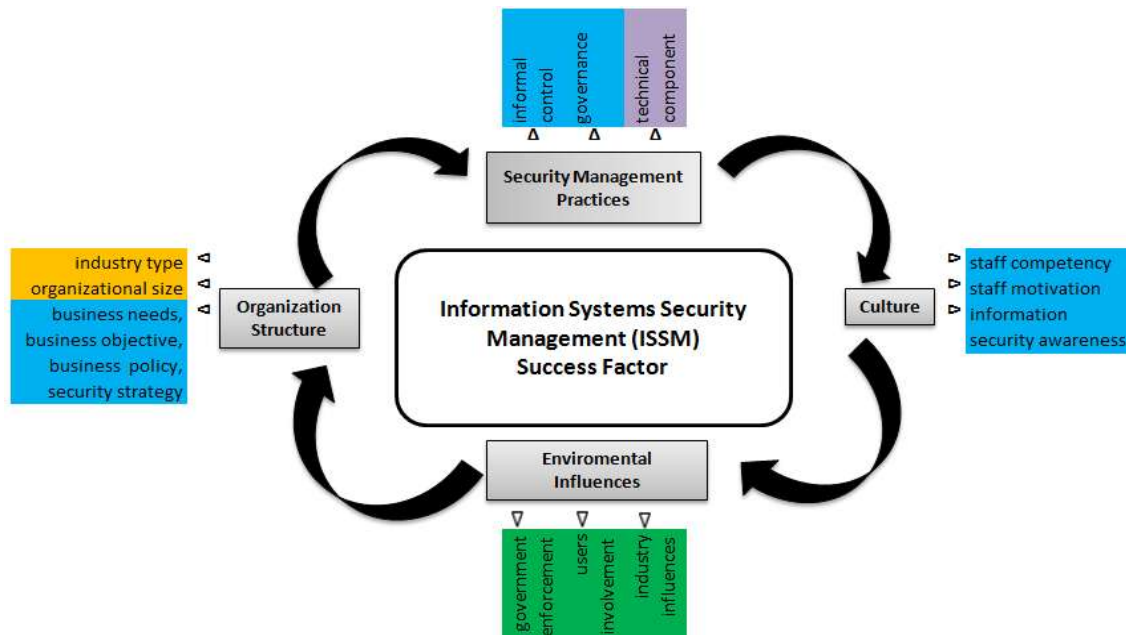 informal
control
governance
technical
component
Security Management
Practices
industry type
organizational size
business needs,
business objective,
business policy,
security strategy
Organization
Structure
Information Systems Security
Management (ISSM)
Success Factor
Culture
staff competency
staff motivation
information
security awareness
Enviromental
Influences
government
enforcement
users
involvement
industry
influences